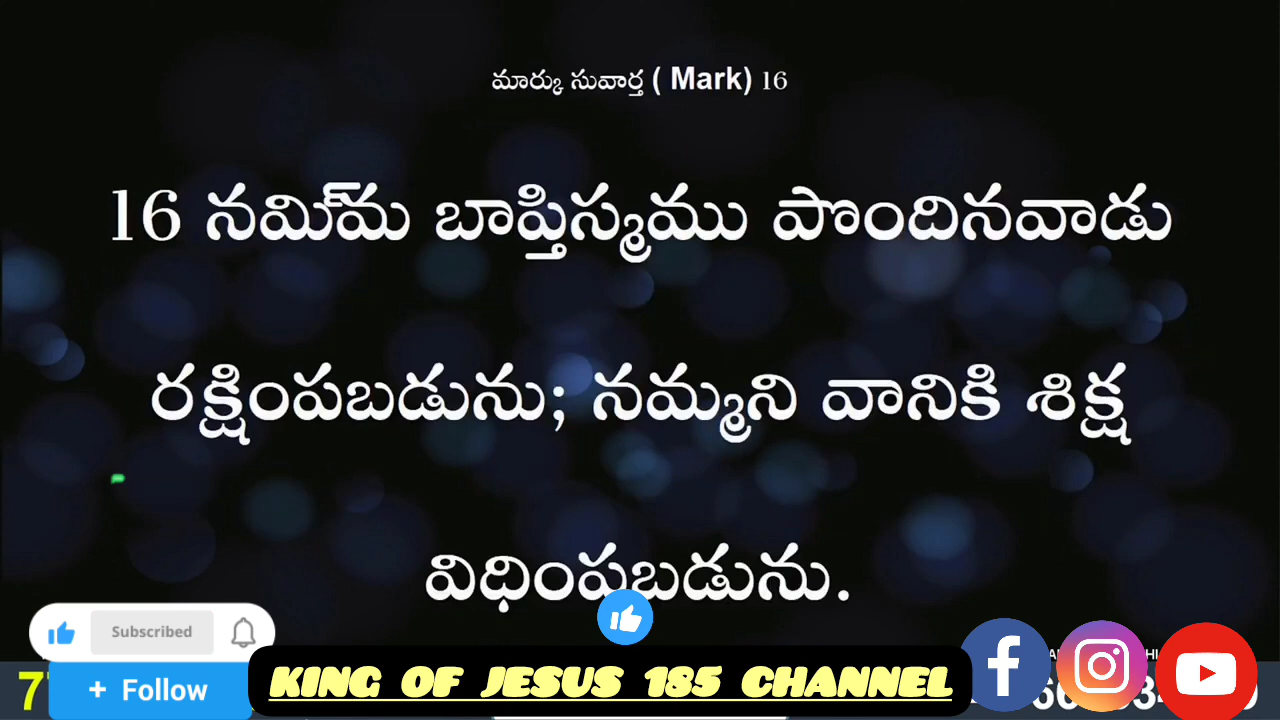 మార్కు సువార్త ( Mark) 16
16 నమి్మ బాప్తిస్మము పొందినవాడు
రక్షింపబడును; నమ్మని వానికి శిక్ష
విధింపబడును.
Subscribed
+ Follow
KING OF JESUS 185 CHANNEL